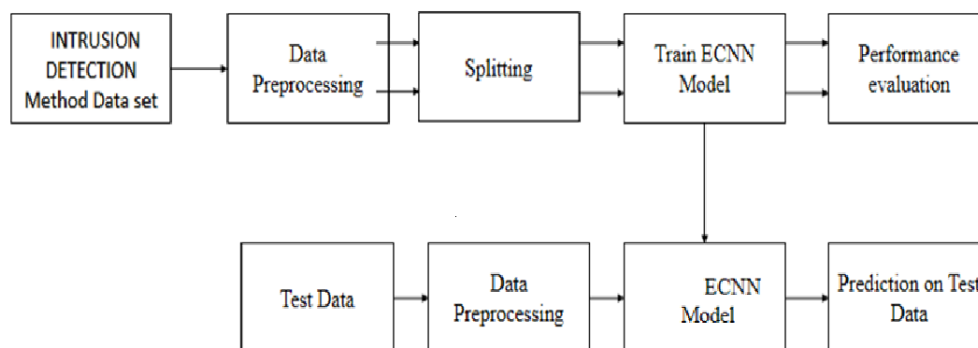 INTRUSION
DETECTION
Method Data set
Data
Preprocessing
Splitting
Train ECNN
Model
Performance
evaluation
Test Data
Data
Preprocessing
ECNN
Model
Prediction on Test
Data